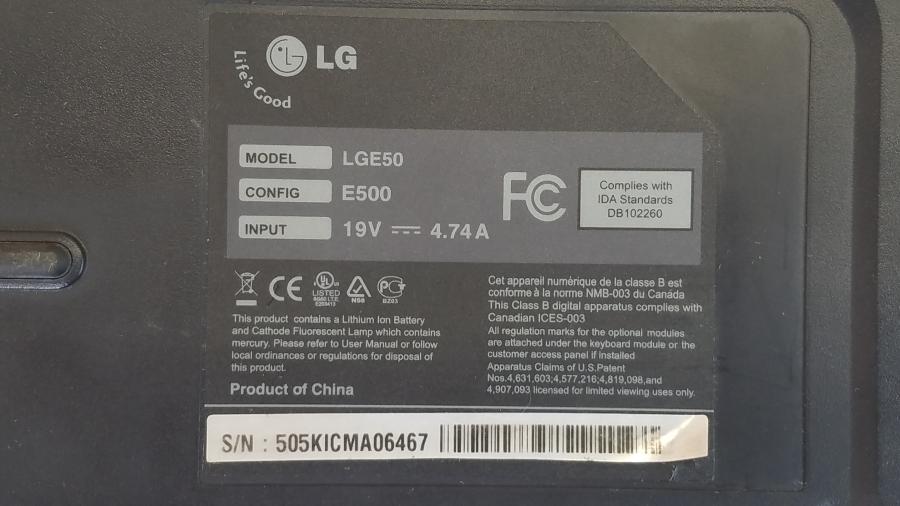 LG
Life's Good
MODEL LGE50
CONFIG E500
INPUT 19V 4.74A
FC
Complies with
IDA Standards
DB102260
CE
UL
LISTED
N58
PG
BZ03
This product contains a Lithium Ion Battery
and Cathode Fluorescent Lamp which contains
mercury. Please refer to User Manual or follow
local ordinances or regulations for disposal of
this product.
Product of China
Cet appareil numérique de la classe B est
conforme à la norme NMB-003 du Canada
This Class B digital apparatus complies with
Canadian ICES-003
All regulation marks for the optional modules
are attached under the keyboard module or the
customer access panel if installed
Apparatus Claims of U.S.Patent
Nos.4,631,603;4,577,216;4,819,098,and
4,907,093 licensed for limited viewing uses only.
S/N : 505KICMA06467